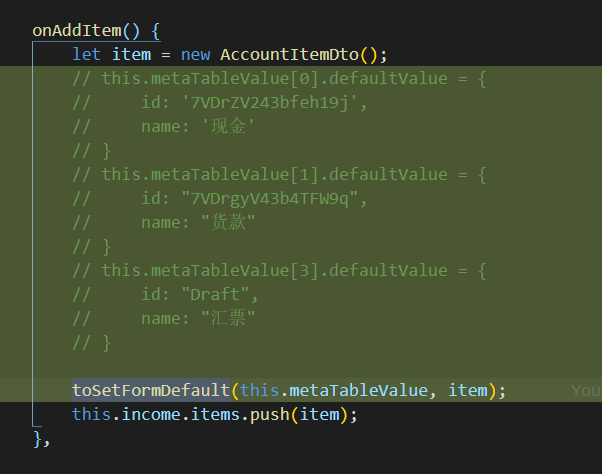 onAddItem() {
let item = new AccountItemDto();
// this.metaTableValue[0].defaultValue = {
//     id: '7VDrZV243bfeh19j',
//     name: '现金'
// }
// this.metaTableValue[1].defaultValue = {
//     id: "7VDrgyV43b4TFW9q",
//     name: "货款"
// }
// this.metaTableValue[3].defaultValue = {
//     id: "Draft",
//     name: "汇票"
// }
toSetFormDefault(this.metaTableValue, item); You
this.income.items.push(item);
},